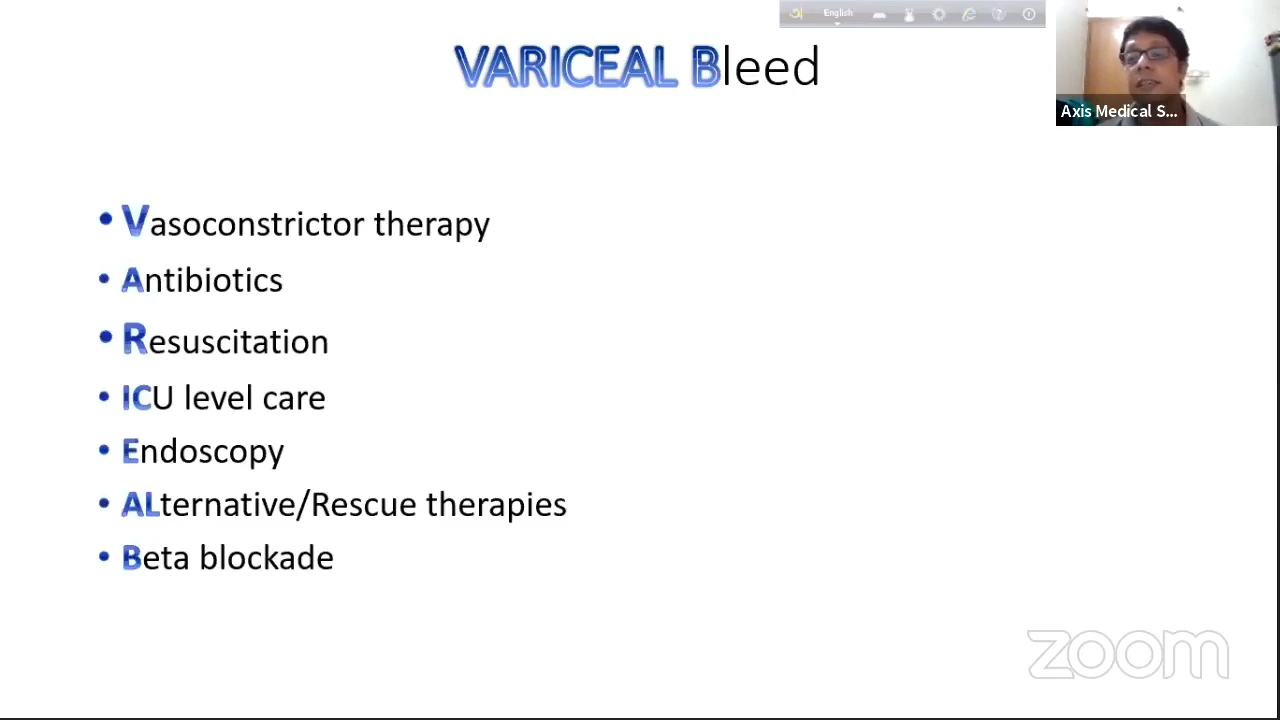 English
VARICEAL Bleed
Axis Medical S...
• Vasoconstrictor therapy
• Antibiotics
• Resuscitation
• ICU level care
• Endoscopy
• ALternative/Rescue therapies
• Beta blockade
zoom